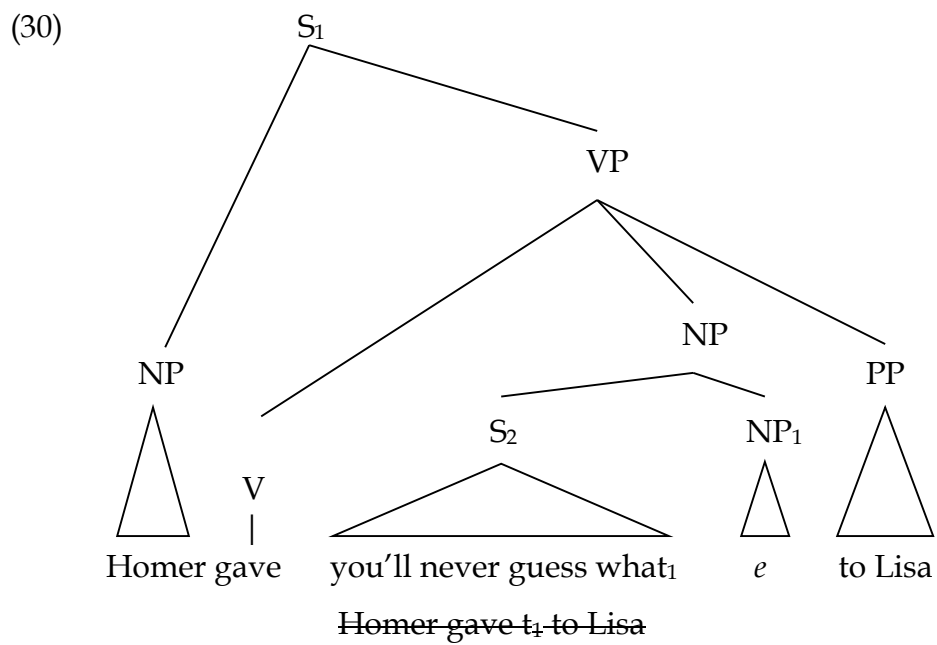 (30) S₁
VP
NP
NP PP
S₂ NP₁
V
Homer gave you'll never guess what₁ e to Lisa
Homer gave t₁ to Lisa